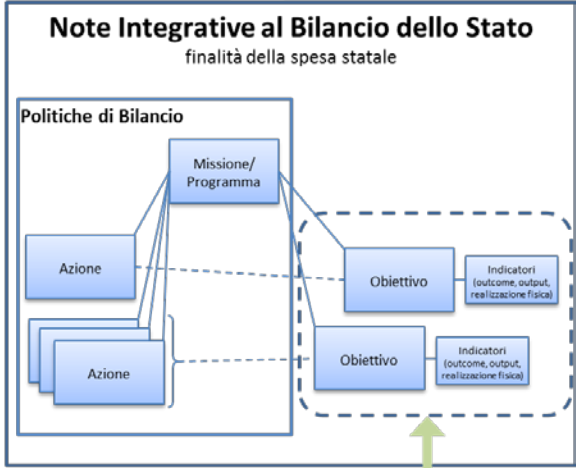 Note Integrative al Bilancio dello Stato
finalità della spesa statale
Politiche di Bilancio
Missione/
Programma
Azione
Obiettivo
Indicatori
(outcome, output,
realizzazione fisica)
Azione
Obiettivo
Indicatori
(outcome, output,
realizzazione fisica)